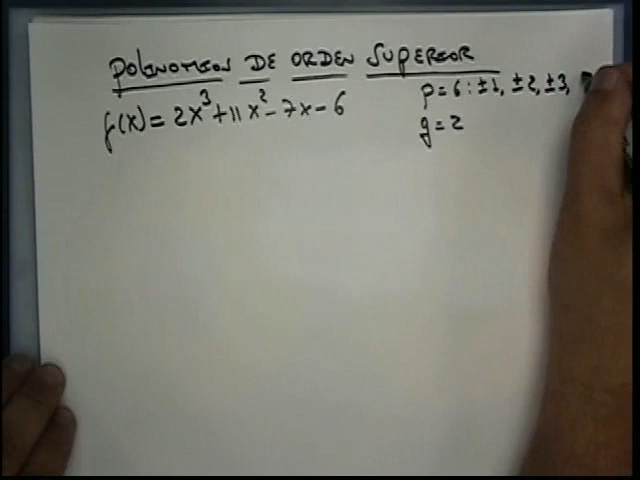 POLINOMIOS DE ORDEN SUPERIOR
f(x) = 2x³ + 11x² - 7x - 6
p = 6 : ±1, ±2, ±3,
q = 2